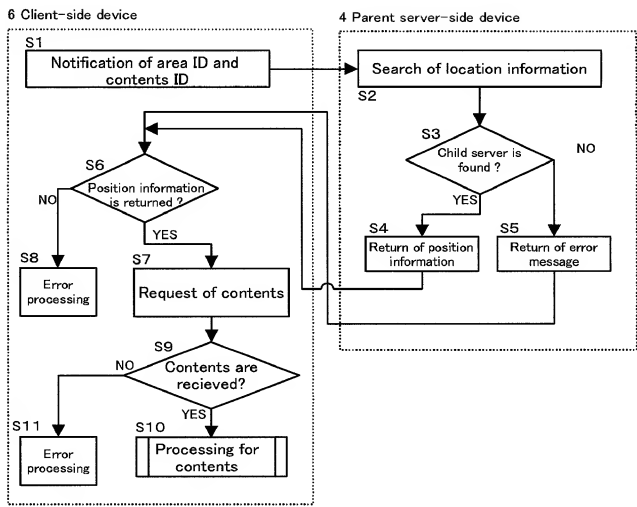 6 Client-side device
4 Parent server-side device
S1
Notification of area ID and
contents ID
Search of location information
S2
S3
Child server is
found ?
NO
YES
S4
Return of position
information
S5
Return of error
message
S6
Position information
is returned ?
NO
YES
S8
Error
processing
S7
Request of contents
S9
Contents are
recieved?
NO
YES
S11
Error
processing
S10
Processing for
contents